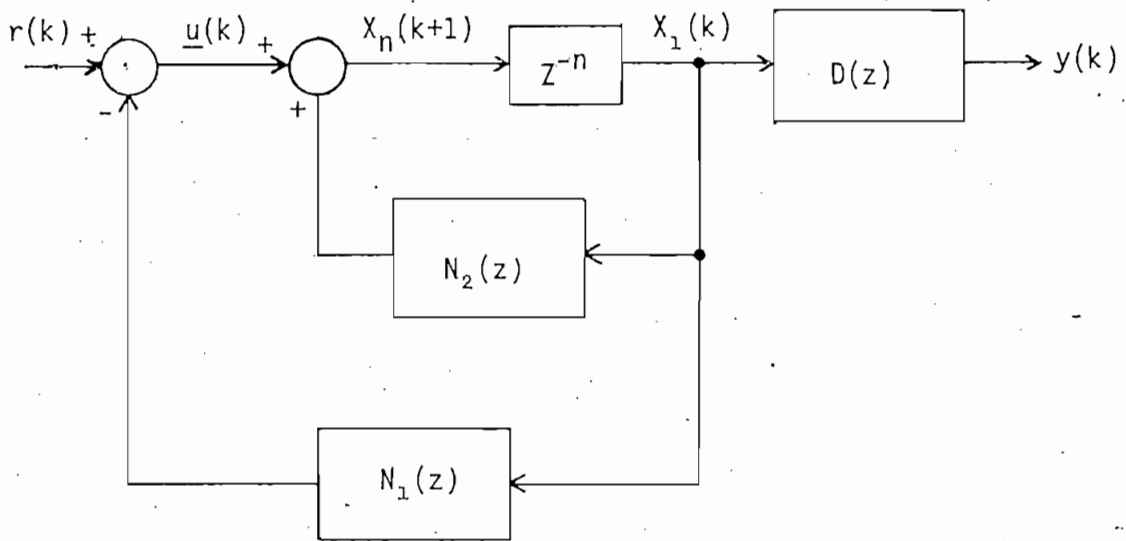 r(k) +
-
u(k)
+
+
Xₙ(k+1)
Z⁻ⁿ
X₁(k)
D(z)
y(k)
N₂(z)
N₁(z)